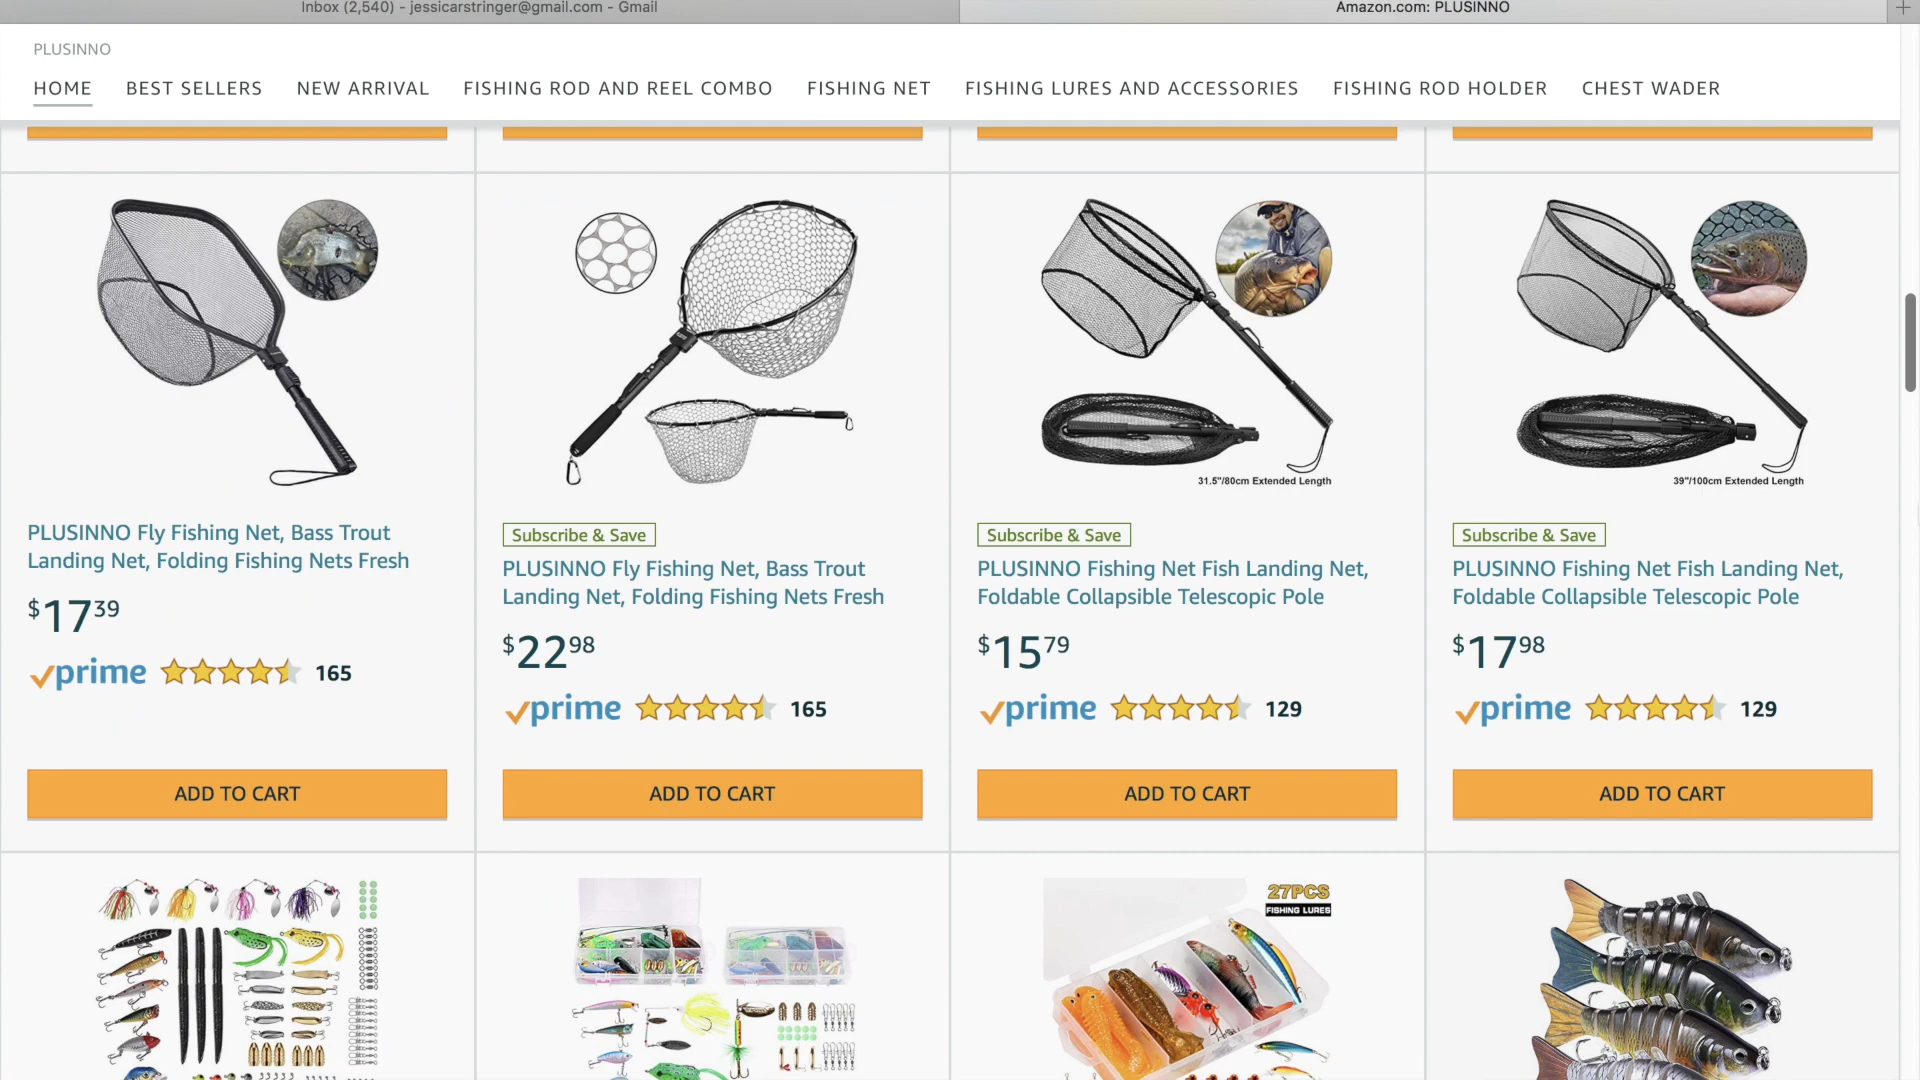 Inbox (2,540) - jessicarstringer@gmail.com - Gmail
Amazon.com: PLUSINNO
PLUSINNO
HOME
BEST SELLERS
NEW ARRIVAL
FISHING ROD AND REEL COMBO
FISHING NET
FISHING LURES AND ACCESSORIES
FISHING ROD HOLDER
CHEST WADER
PLUSINNO Fly Fishing Net, Bass Trout
Landing Net, Folding Fishing Nets Fresh
$17 39
prime
165
ADD TO CART
Subscribe & Save
PLUSINNO Fly Fishing Net, Bass Trout
Landing Net, Folding Fishing Nets Fresh
$22 98
prime
165
ADD TO CART
31.5"/80cm Extended Length
Subscribe & Save
PLUSINNO Fishing Net Fish Landing Net,
Foldable Collapsible Telescopic Pole
$15 79
prime
129
ADD TO CART
39"/100cm Extended Length
Subscribe & Save
PLUSINNO Fishing Net Fish Landing Net,
Foldable Collapsible Telescopic Pole
$17 98
prime
129
ADD TO CART
27PCS
FISHING LURES